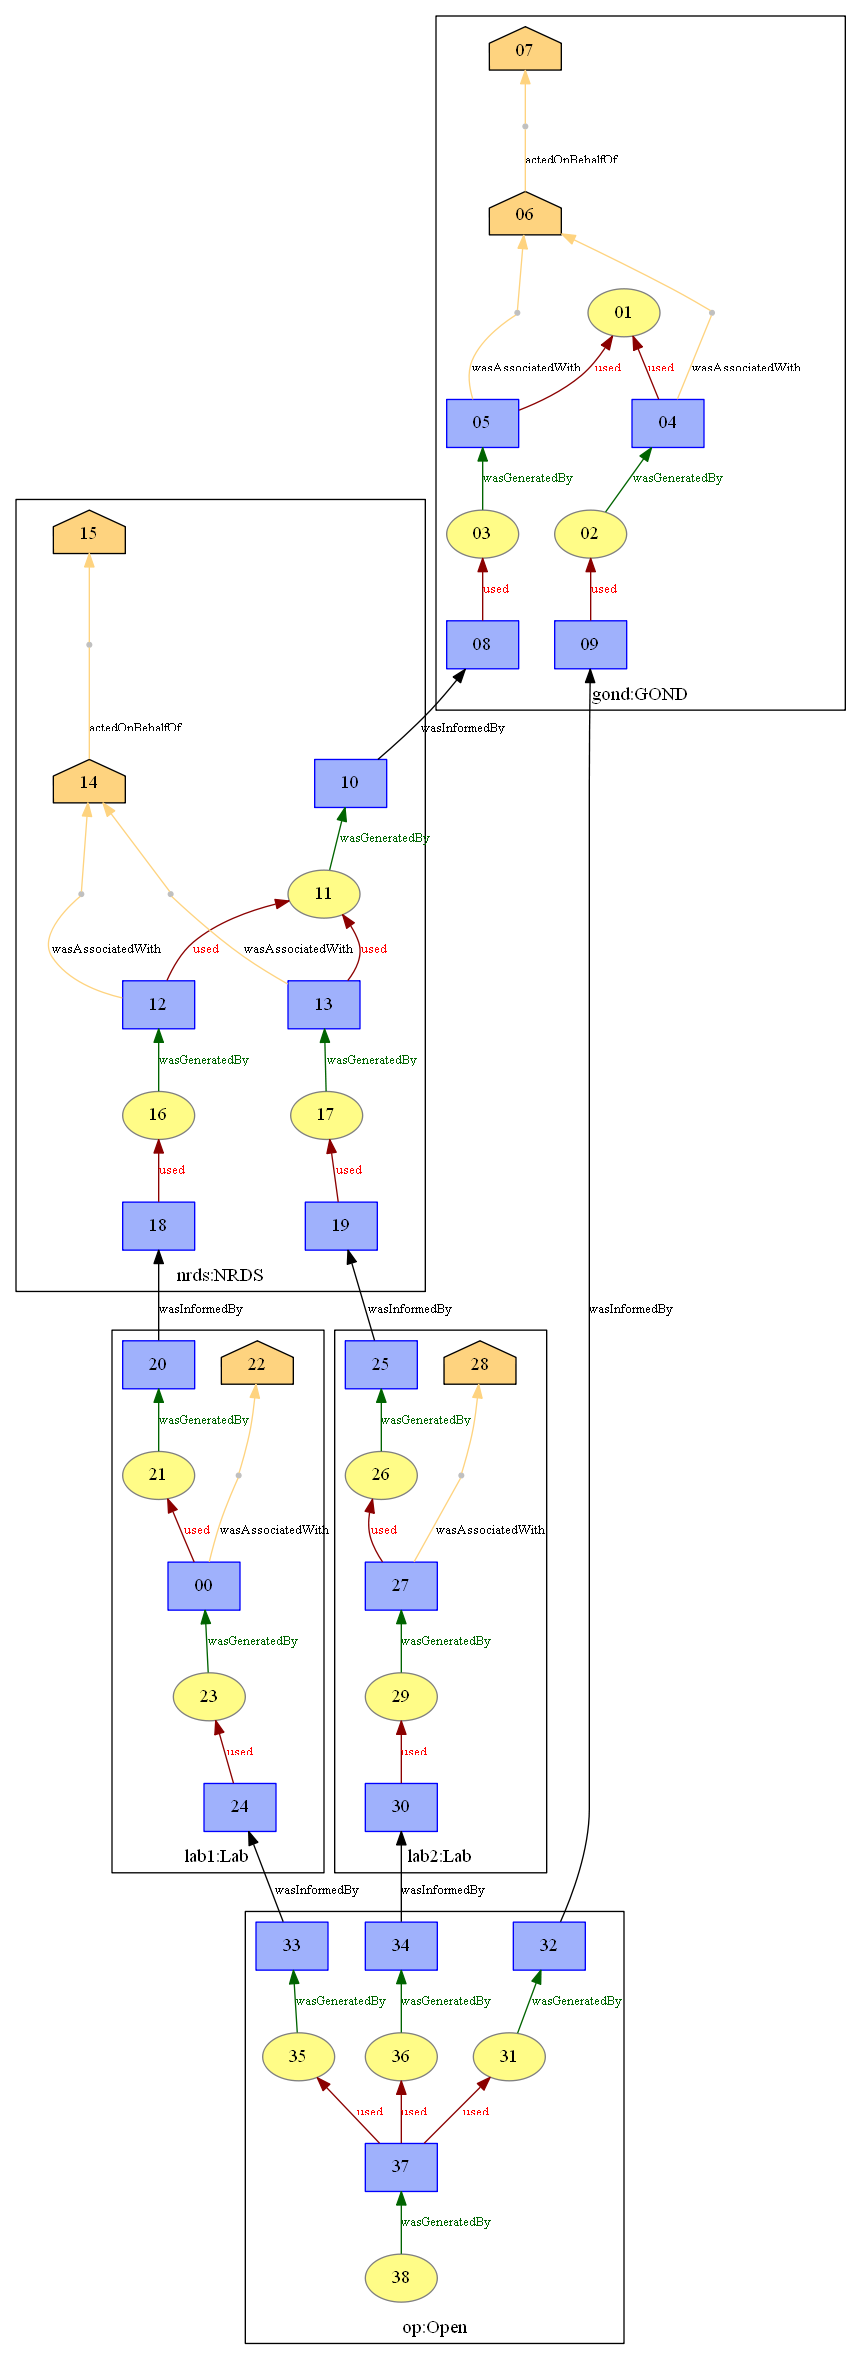 07
actedOnBehalfOf
06
01
wasAssociatedWith
used
used
wasAssociatedWith
05
04
wasGeneratedBy
wasGeneratedBy
03
02
used
used
08
09
gond:GOND
15
actedOnBehalfOf
wasInformedBy
14
10
wasGeneratedBy
11
wasAssociatedWith
used
wasAssociatedWith
used
12
13
wasGeneratedBy
wasGeneratedBy
16
17
used
used
18
19
nrds:NRDS
wasInformedBy
wasInformedBy
wasInformedBy
20
22
25
28
wasGeneratedBy
wasGeneratedBy
21
26
used
wasAssociatedWith
used
wasAssociatedWith
00
27
wasGeneratedBy
wasGeneratedBy
23
29
used
used
24
30
lab1:Lab
lab2:Lab
wasInformedBy
wasInformedBy
33
34
32
wasGeneratedBy
wasGeneratedBy
wasGeneratedBy
35
36
31
used
used
used
37
wasGeneratedBy
38
op:Open